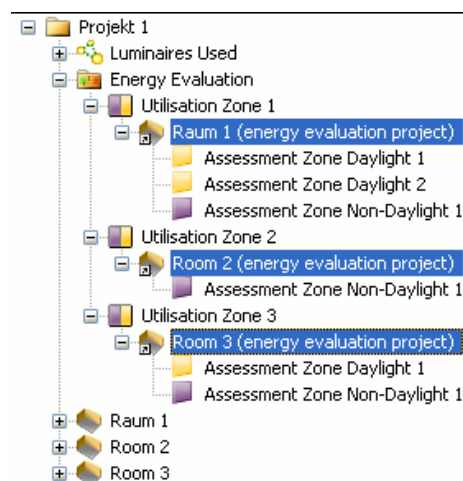 Projekt 1
Luminaires Used
Energy Evaluation
Utilisation Zone 1
Raum 1 (energy evaluation project)
Assessment Zone Daylight 1
Assessment Zone Daylight 2
Assessment Zone Non-Daylight 1
Utilisation Zone 2
Room 2 (energy evaluation project)
Assessment Zone Non-Daylight 1
Utilisation Zone 3
Room 3 (energy evaluation project)
Assessment Zone Daylight 1
Assessment Zone Non-Daylight 1
Raum 1
Room 2
Room 3